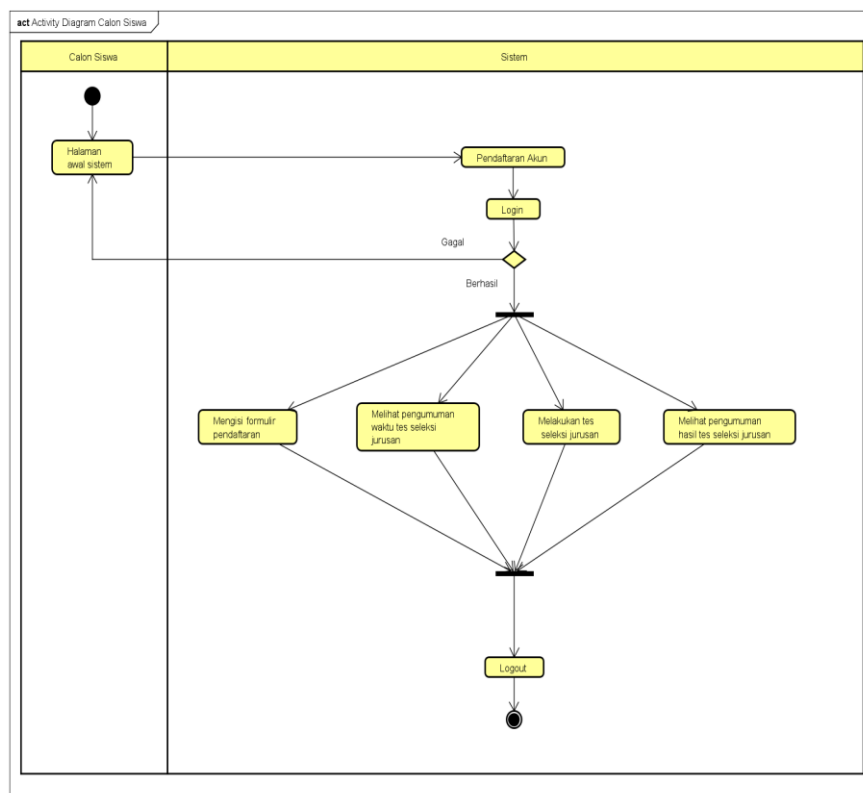 act Activity Diagram Calon Siswa
Calon Siswa
Sistem
Halaman
awal sistem
Pendaftaran Akun
Login
Gagal
Berhasil
Mengisi formulir
pendaftaran
Melihat pengumuman
waktu tes seleksi
jurusan
Melakukan tes
seleksi jurusan
Melihat pengumuman
hasil tes seleksi jurusan
Logout